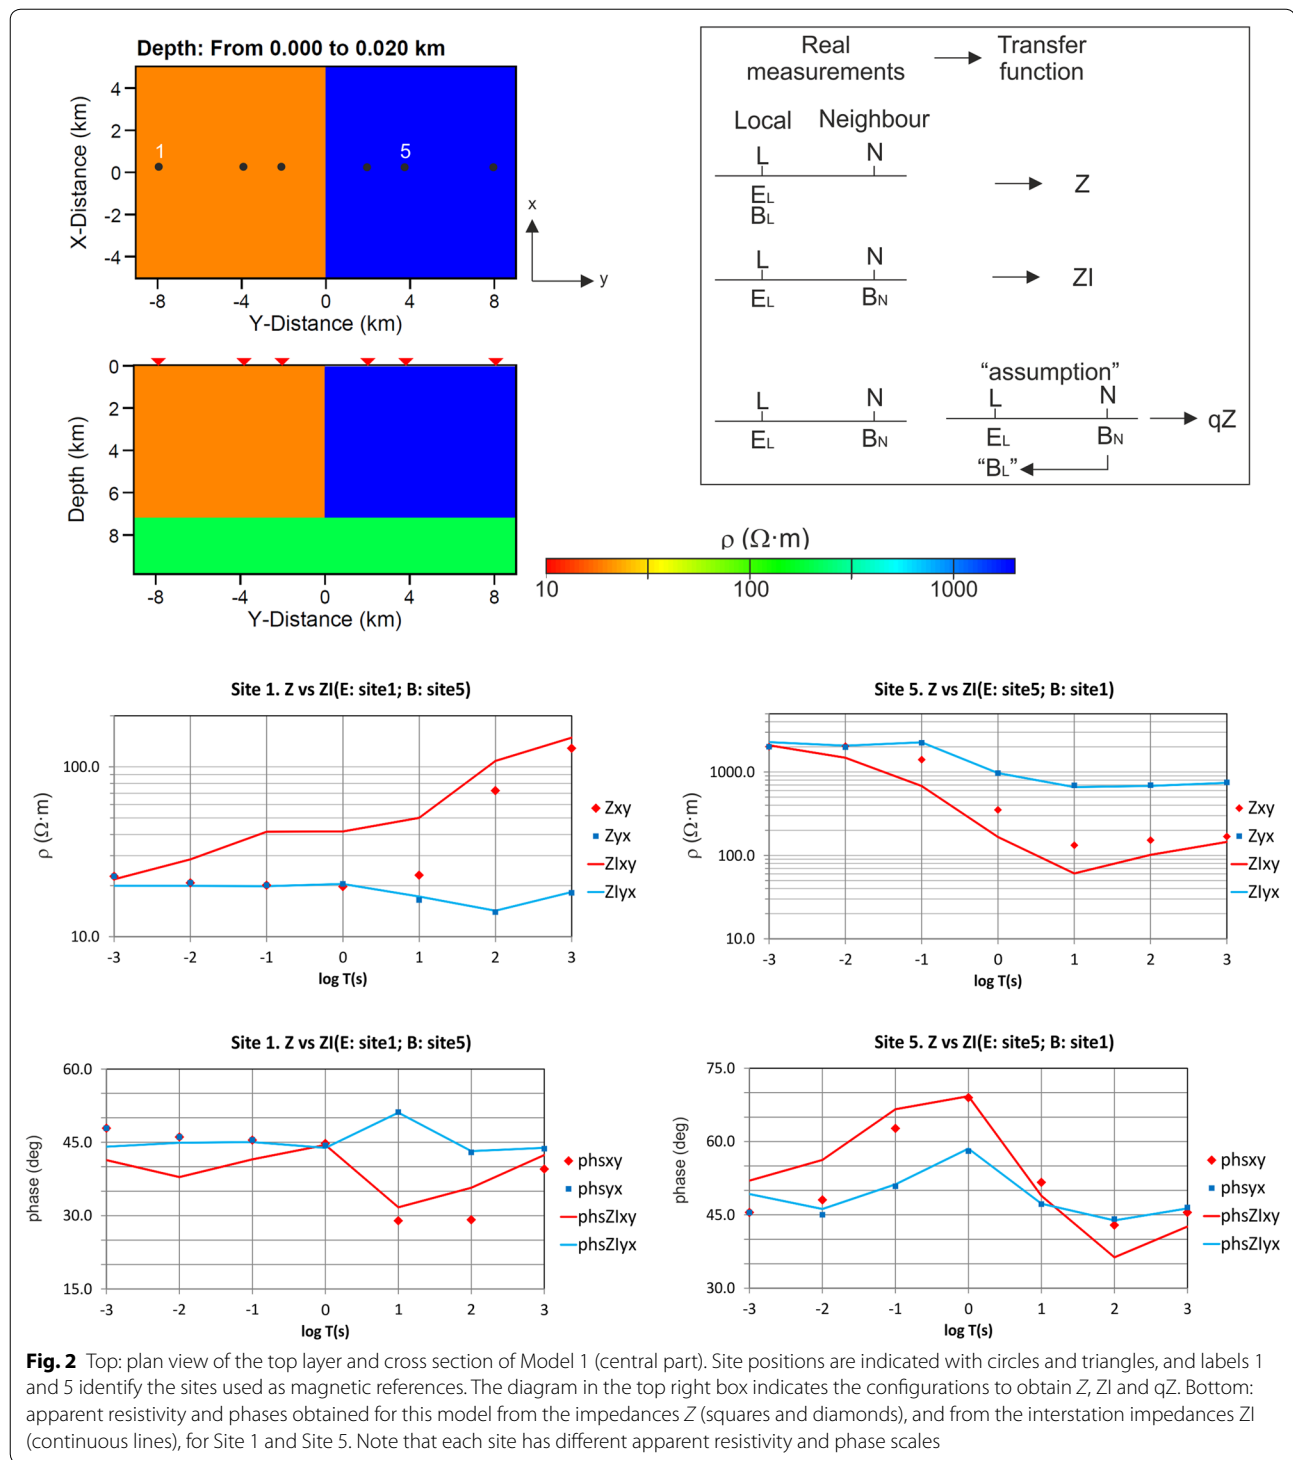 Depth: From 0.000 to 0.020 km
X-Distance (km)
4
2
0
-2
-4
1
5
-8 -4 0 4 8
Y-Distance (km)
x
y
Depth (km)
0
2
4
6
8
-8 -4 0 4 8
Y-Distance (km)
Real measurements
Transfer function
Local Neighbour
L N
EL
BL
Z
L N
EL BN
ZI
"assumption"
L N L N
EL BN EL BN
qZ
"BL"
ρ (Ω·m)
10 100 1000
Site 1. Z vs ZI(E: site1; B: site5)
ρ (Ω·m)
100.0
10.0
-3 -2 -1 0 1 2 3
log T(s)
Zxy
Zyx
ZIxy
ZIyx
Site 5. Z vs ZI(E: site5; B: site1)
ρ (Ω·m)
1000.0
100.0
10.0
-3 -2 -1 0 1 2 3
log T(s)
Zxy
Zyx
ZIxy
ZIyx
Site 1. Z vs ZI(E: site1; B: site5)
phase (deg)
60.0
45.0
30.0
15.0
-3 -2 -1 0 1 2 3
log T(s)
phsxy
phsyx
phsZIxy
phsZIyx
Site 5. Z vs ZI(E: site5; B: site1)
phase (deg)
75.0
60.0
45.0
30.0
-3 -2 -1 0 1 2 3
log T(s)
phsxy
phsyx
phsZIxy
phsZIyx
Fig. 2 Top: plan view of the top layer and cross section of Model 1 (central part). Site positions are indicated with circles and triangles, and labels 1
and 5 identify the sites used as magnetic references. The diagram in the top right box indicates the configurations to obtain Z, ZI and qZ. Bottom:
apparent resistivity and phases obtained for this model from the impedances Z (squares and diamonds), and from the interstation impedances ZI
(continuous lines), for Site 1 and Site 5. Note that each site has different apparent resistivity and phase scales